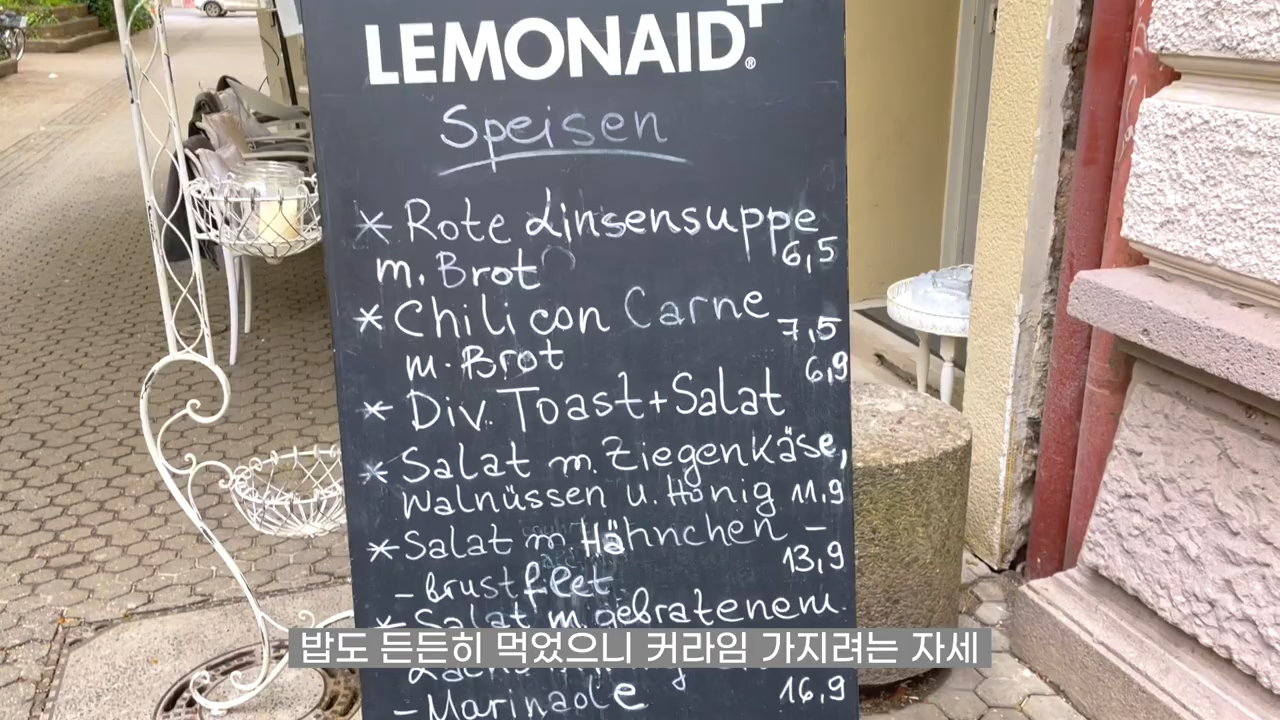 LEMONAID+®
Speisen
* Rote Linsensuppe
6,5
m. Brot
* Chili con Carne
7,5
m. Brot
6,9
* Div. Toast+Salat
* Salat m. Ziegenkäse,
Walnüssen u. Honig 11,9
* Salat m Hähnchen –
13,9
– brustfilet
* Salat m. gebratenem
밥도 든든히 먹었으니 커라임 가지려는 자세
– Marinade 16,9